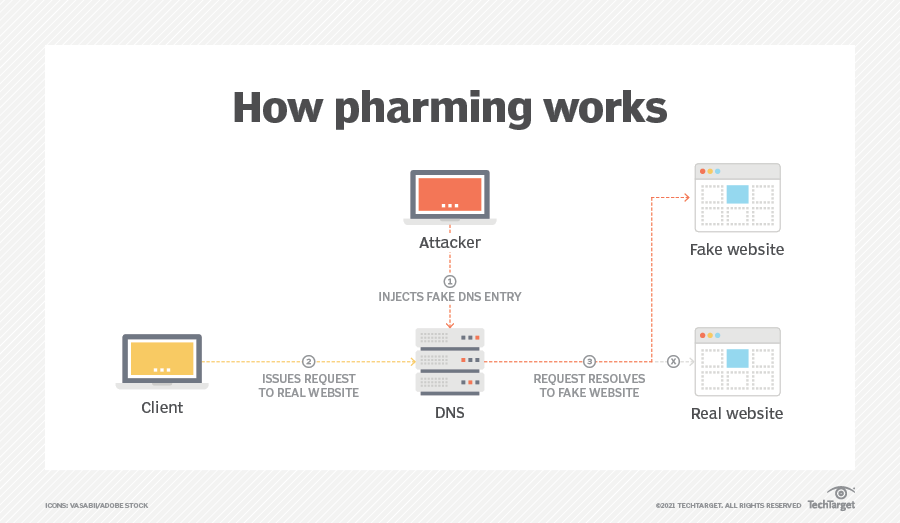 How pharming works
Attacker
Fake website
1
INJECTS FAKE DNS ENTRY
Client
2
ISSUES REQUEST
TO REAL WEBSITE
DNS
3
REQUEST RESOLVES
TO FAKE WEBSITE
X
Real website
ICONS: VASABII/ADOBE STOCK
©2021 TECHTARGET. ALL RIGHTS RESERVED
TechTarget